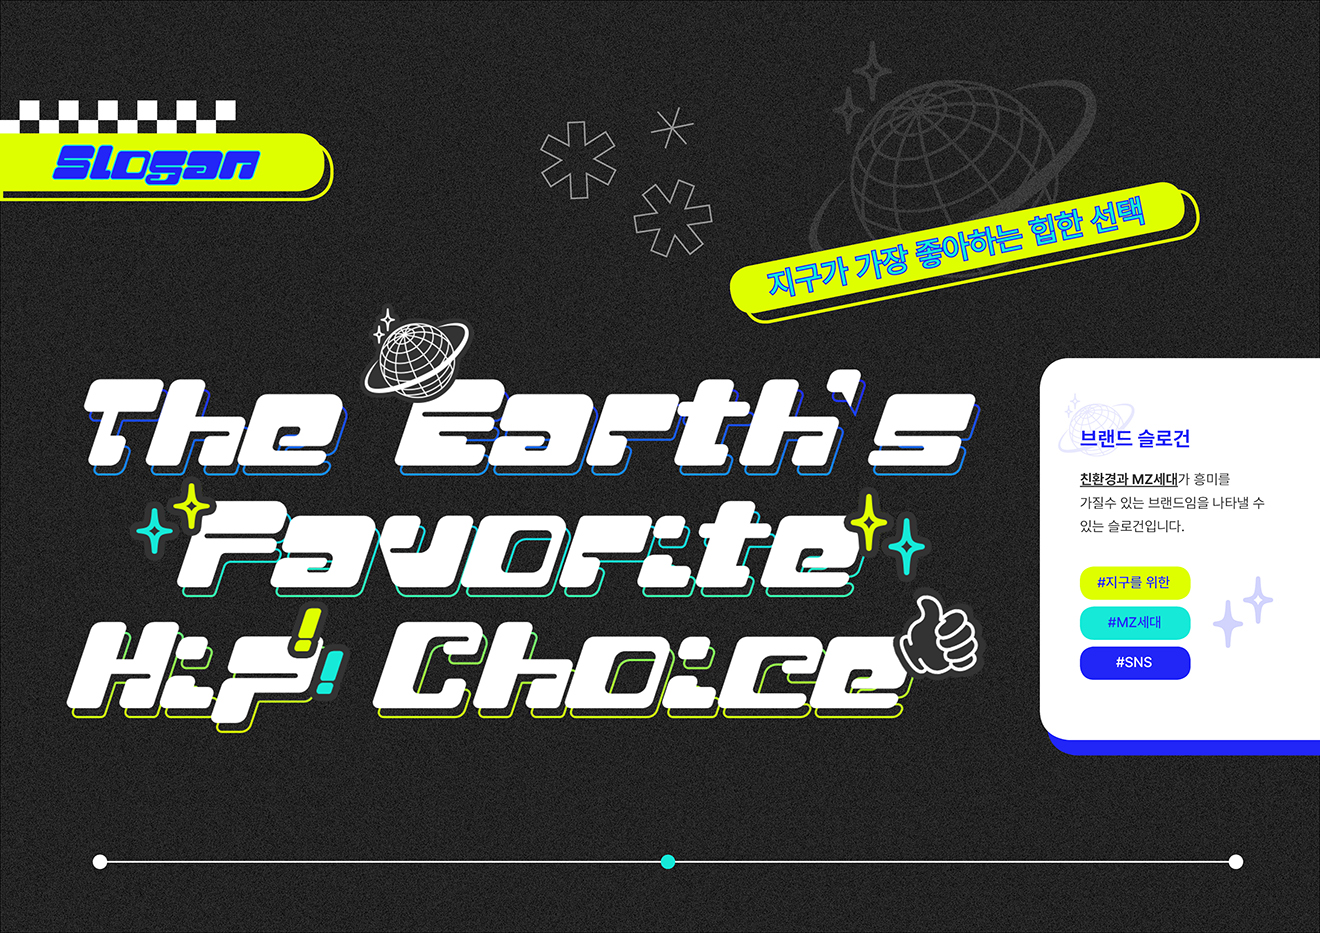 Slogan
지구가 가장 좋아하는 힙한 선택
The Earth's
Favorite
Hip! Choice
브랜드 슬로건
친환경과 MZ세대가 흥미를
가질수 있는 브랜드임을 나타낼 수
있는 슬로건입니다.
#지구를 위한
#MZ세대
#SNS